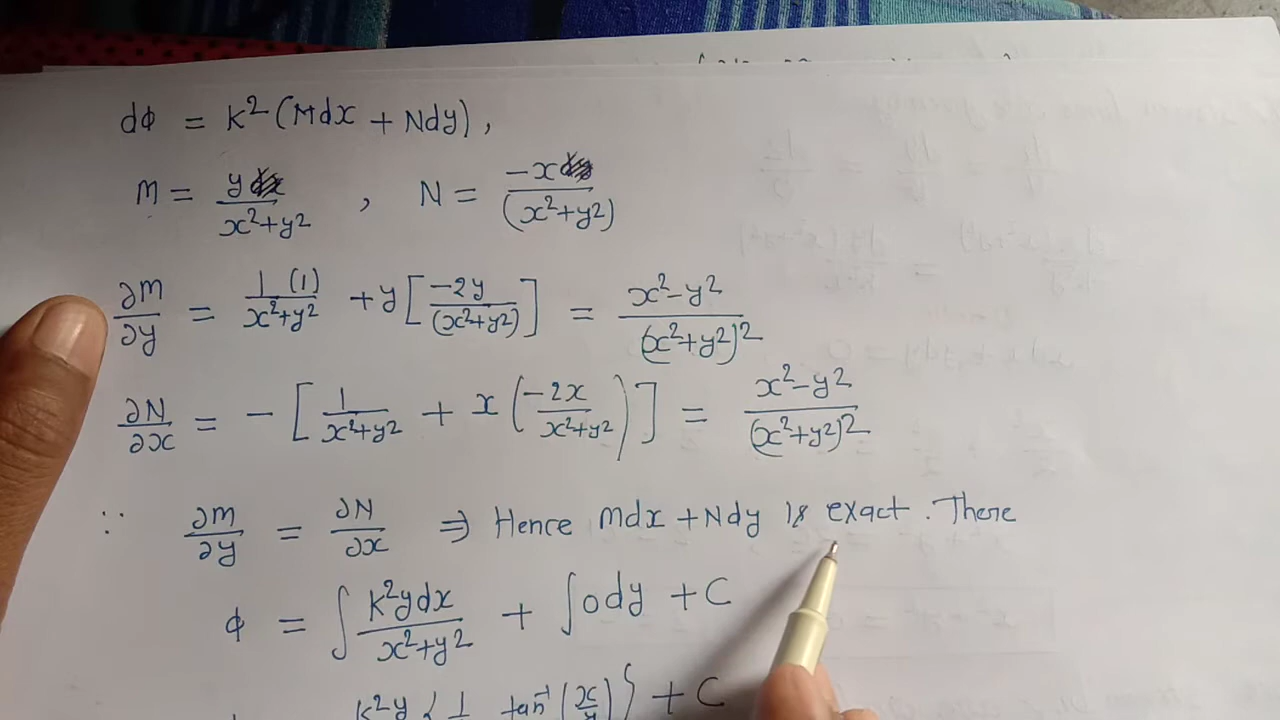 dΦ = K²(Mdx + Ndy),
M = y/x²+y² , N = -x/(x²+y²)
∂M/∂y = 1 (1)/x²+y² + y[-2y/(x²+y²)] = x²-y²/(x²+y²)²
∂N/∂x = -[1/x²+y² + x(-2x/x²+y²)] = x²-y²/(x²+y²)²
∵ ∂M/∂y = ∂N/∂x ⇒ Hence Mdx + Ndy is exact. There
Φ = ∫K²ydx/x²+y² + ∫0dy + C
K²y { 1 tan⁻¹(x/y)} + C